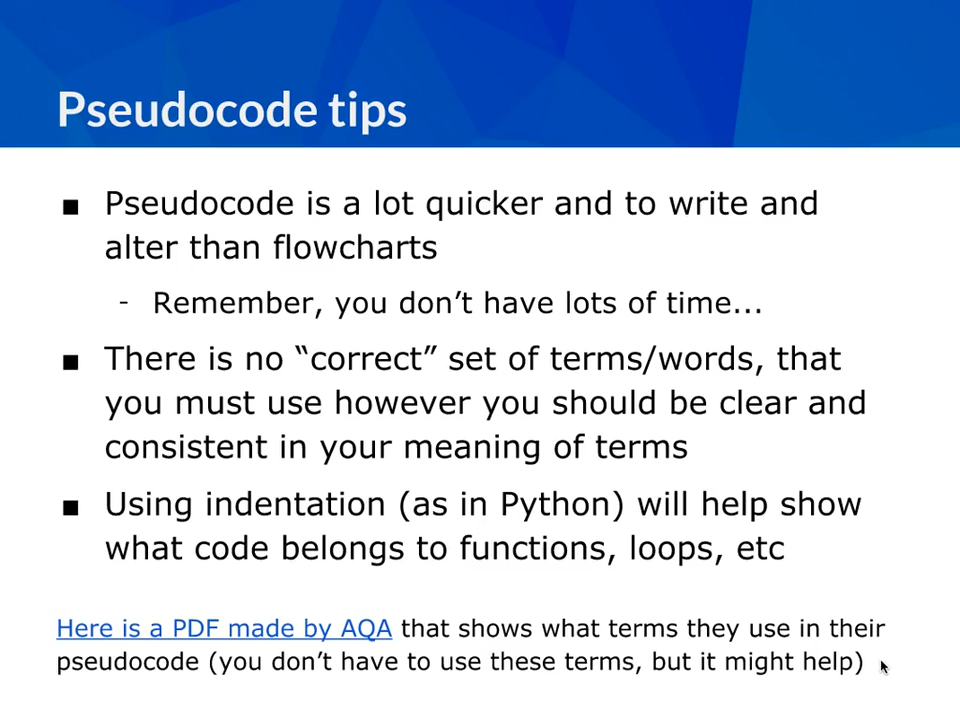 Pseudocode tips
■ Pseudocode is a lot quicker and to write and
alter than flowcharts
- Remember, you don’t have lots of time...
■ There is no “correct” set of terms/words, that
you must use however you should be clear and
consistent in your meaning of terms
■ Using indentation (as in Python) will help show
what code belongs to functions, loops, etc
Here is a PDF made by AQA that shows what terms they use in their
pseudocode (you don’t have to use these terms, but it might help)